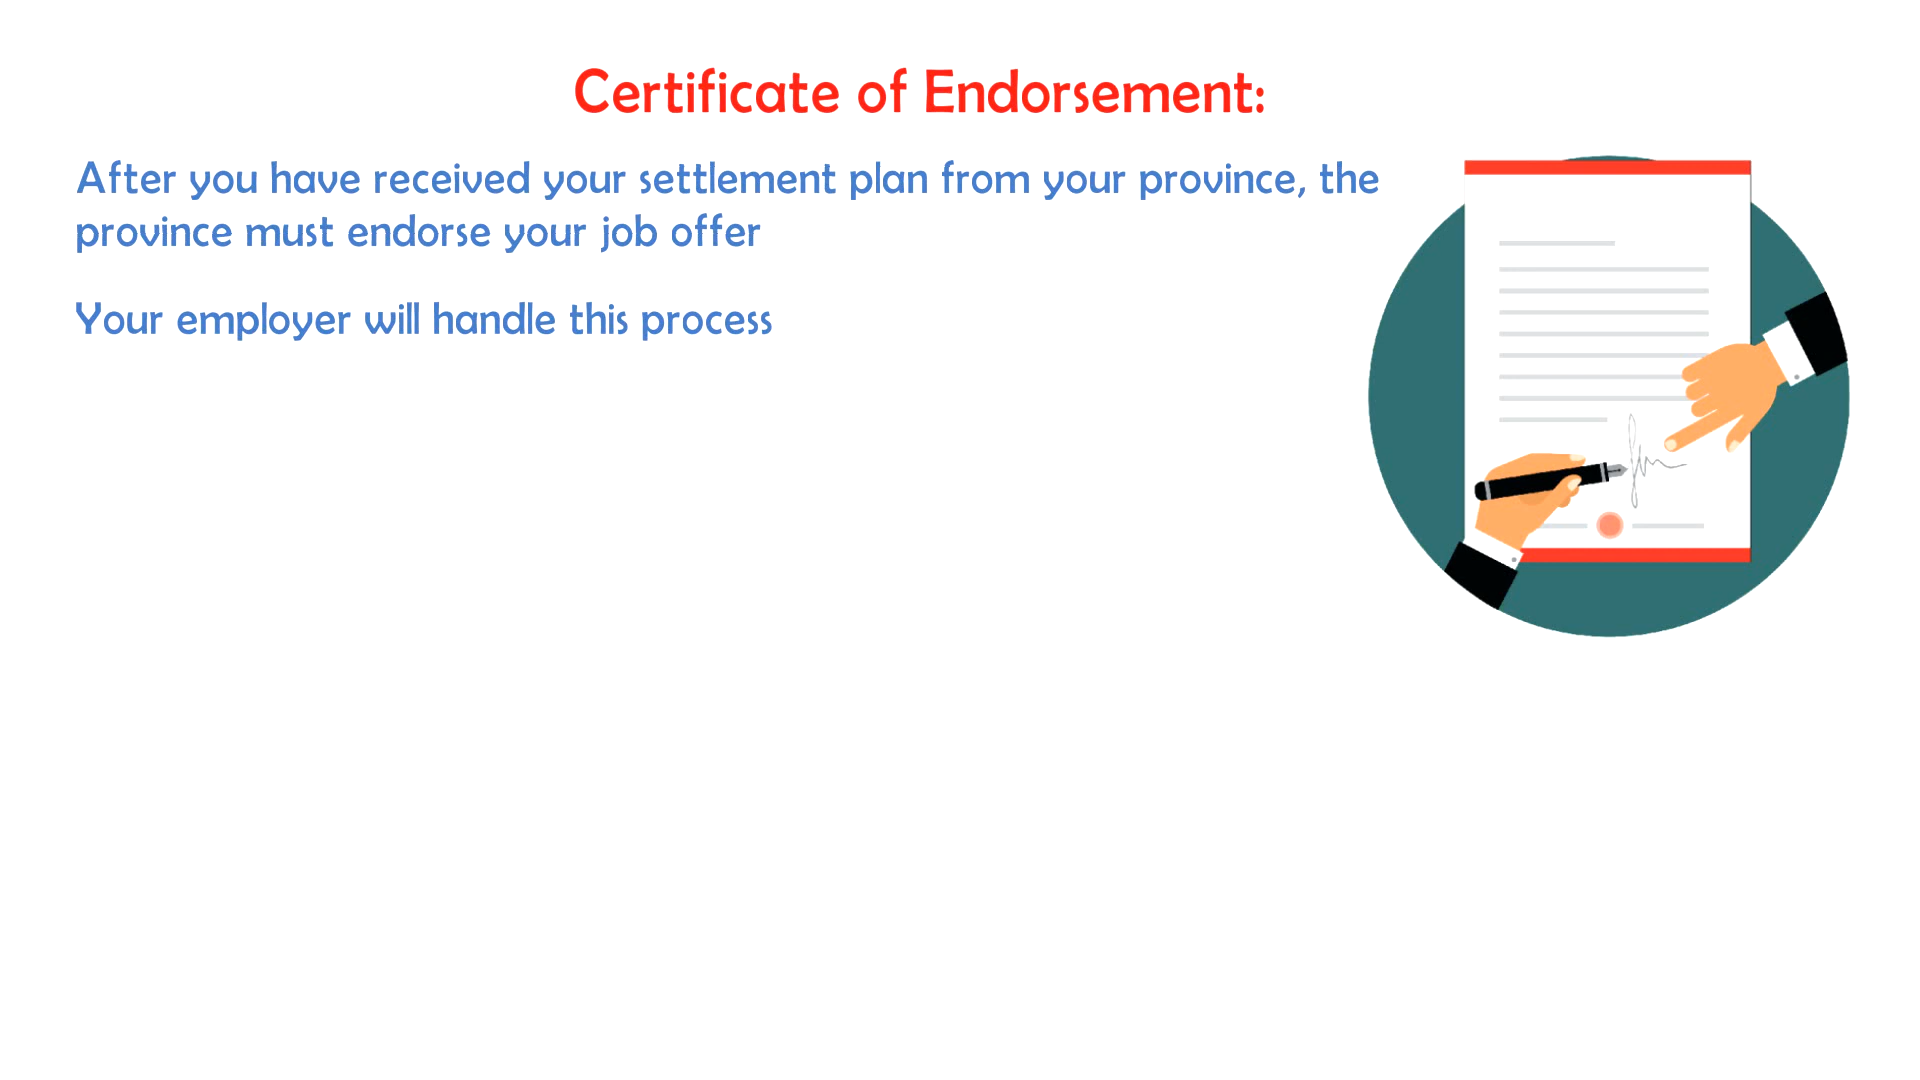 Certificate of Endorsement:
After you have received your settlement plan from your province, the
province must endorse your job offer
Your employer will handle this process